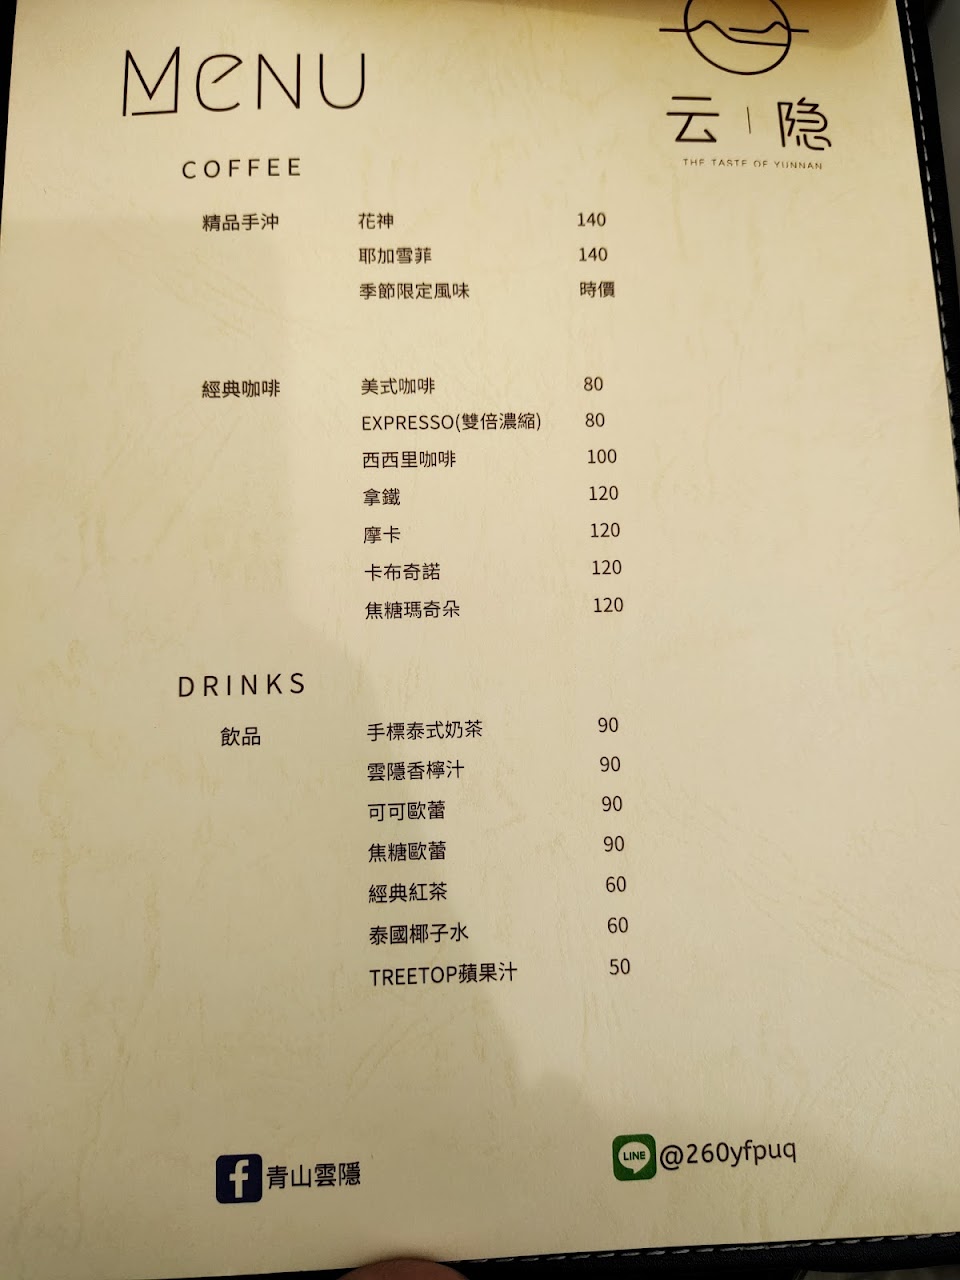 MENU
云 | 隐
THE TASTE OF YUNNAN
COFFEE
精品手沖 花神 140
耶加雪菲 140
季節限定風味 時價
經典咖啡 美式咖啡 80
EXPRESSO(雙倍濃縮) 80
西西里咖啡 100
拿鐵 120
摩卡 120
卡布奇諾 120
焦糖瑪奇朵 120
DRINKS
飲品 手標泰式奶茶 90
雲隱香檸汁 90
可可歐蕾 90
焦糖歐蕾 90
經典紅茶 60
泰國椰子水 60
TREETOP蘋果汁 50
f 青山雲隱 LINE @260yfpuq